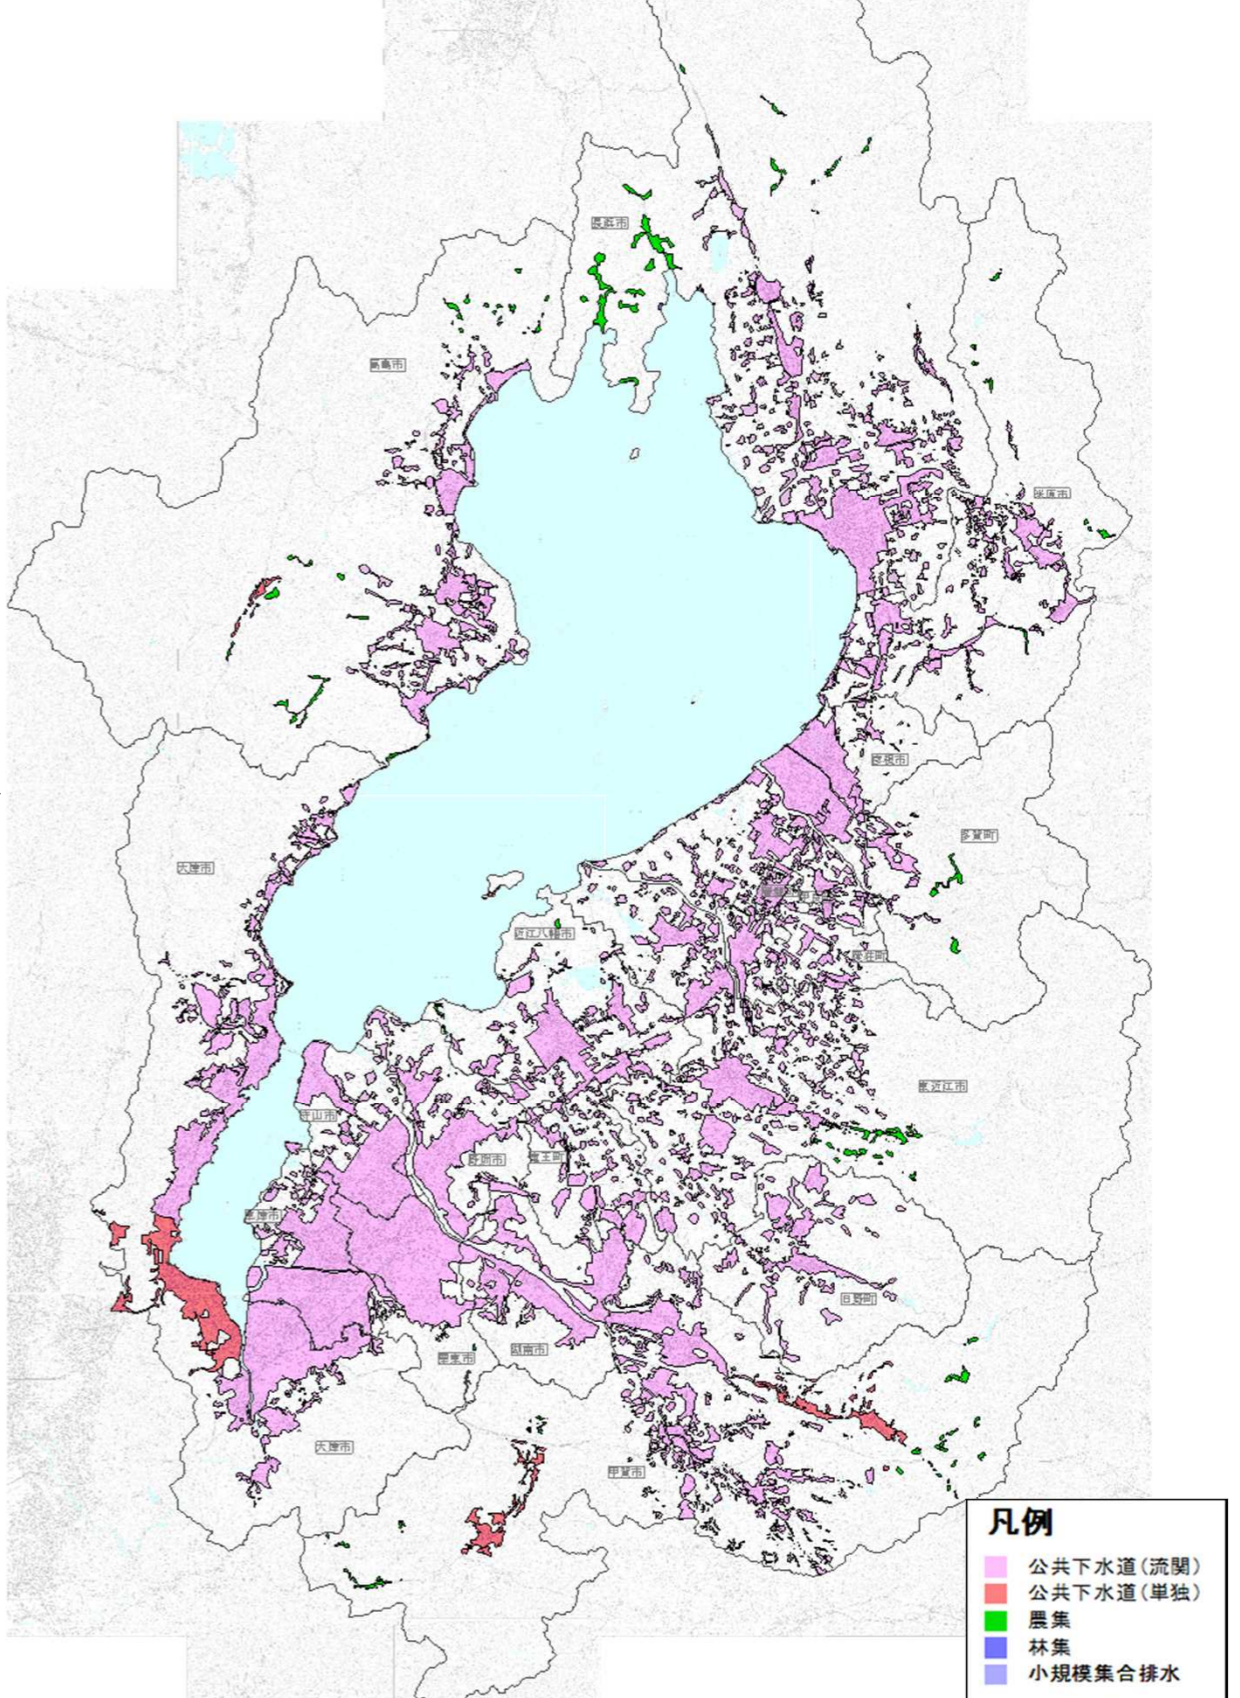 長浜市
高島市
米原市
彦根市
多賀町
大津市
近江八幡市
東近江市
守山市
野洲市
竜王町
草津市
日野町
湖南市
栗東市
大津市
甲賀市
凡例
公共下水道(流関)
公共下水道(単独)
農集
林集
小規模集合排水